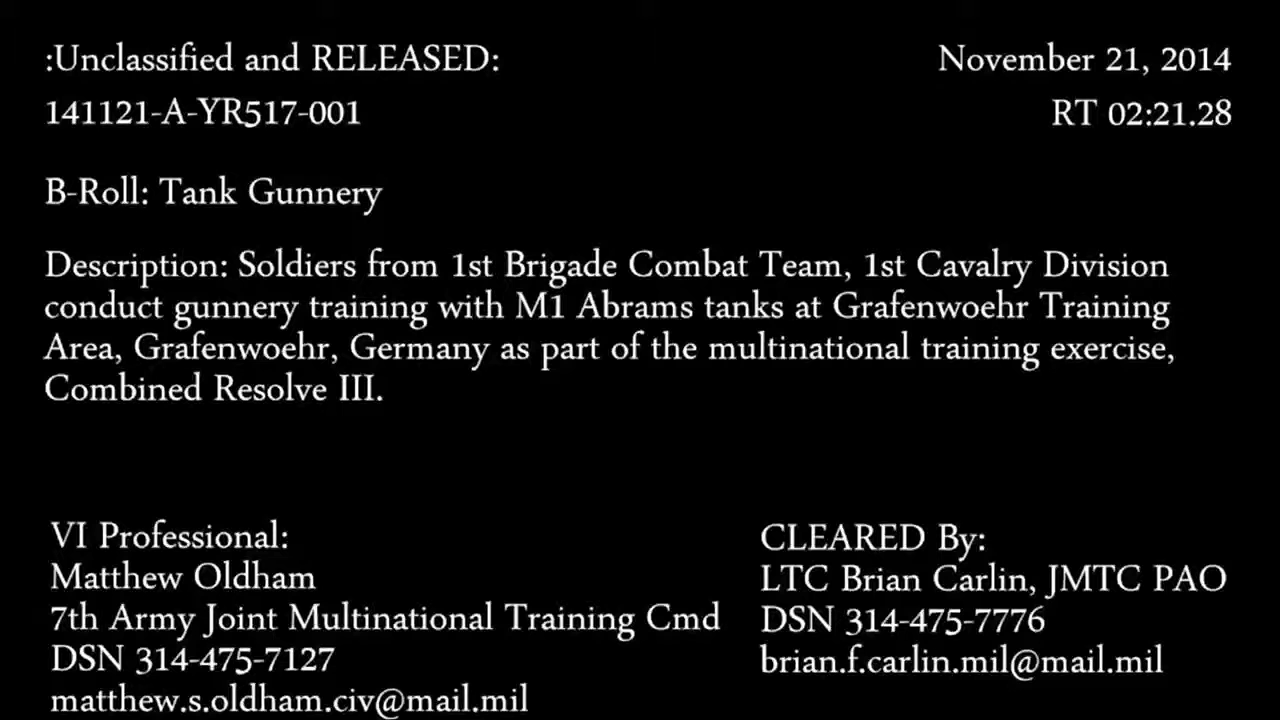 :Unclassified and RELEASED:
November 21, 2014
141121-A-YR517-001
RT 02:21.28
B-Roll: Tank Gunnery
Description: Soldiers from 1st Brigade Combat Team, 1st Cavalry Division
conduct gunnery training with M1 Abrams tanks at Grafenwoehr Training
Area, Grafenwoehr, Germany as part of the multinational training exercise,
Combined Resolve III.
VI Professional:
Matthew Oldham
7th Army Joint Multinational Training Cmd
DSN 314-475-7127
matthew.s.oldham.civ@mail.mil
CLEARED By:
LTC Brian Carlin, JMTC PAO
DSN 314-475-7776
brian.f.carlin.mil@mail.mil